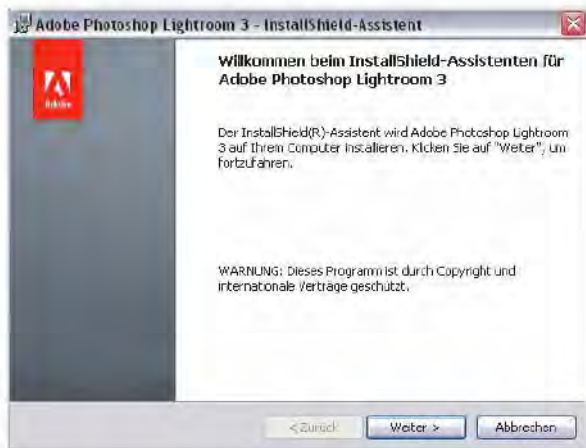 Adobe Photoshop Lightroom 3 - InstallShield-Assistent
Adobe
Willkommen beim InstallShield-Assistenten für
Adobe Photoshop Lightroom 3
Der InstallShield(R)-Assistent wird Adobe Photoshop Lightroom
3 auf Ihrem Computer installieren. Klicken Sie auf "Weiter", um
fortzufahren.
WARNUNG: Dieses Programm ist durch Copyright und
internationale Verträge geschützt.
< Zurück
Weiter >
Abbrechen